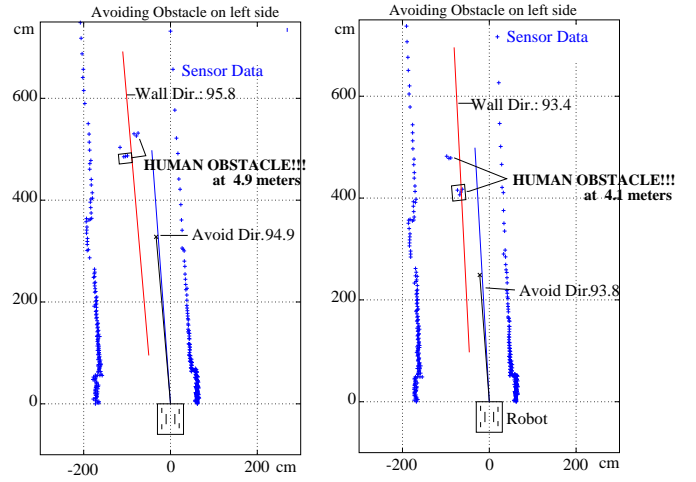 Avoiding Obstacle on left side
cm
Sensor Data
600
Wall Dir.: 95.8
HUMAN OBSTACLE!!!
at 4.9 meters
400
Avoid Dir.94.9
200
0
-200
0
200
cm
Avoiding Obstacle on left side
cm
Sensor Data
600
Wall Dir.: 93.4
HUMAN OBSTACLE!!!
at 4.1 meters
400
Avoid Dir.93.8
200
0
Robot
-200
0
200
cm